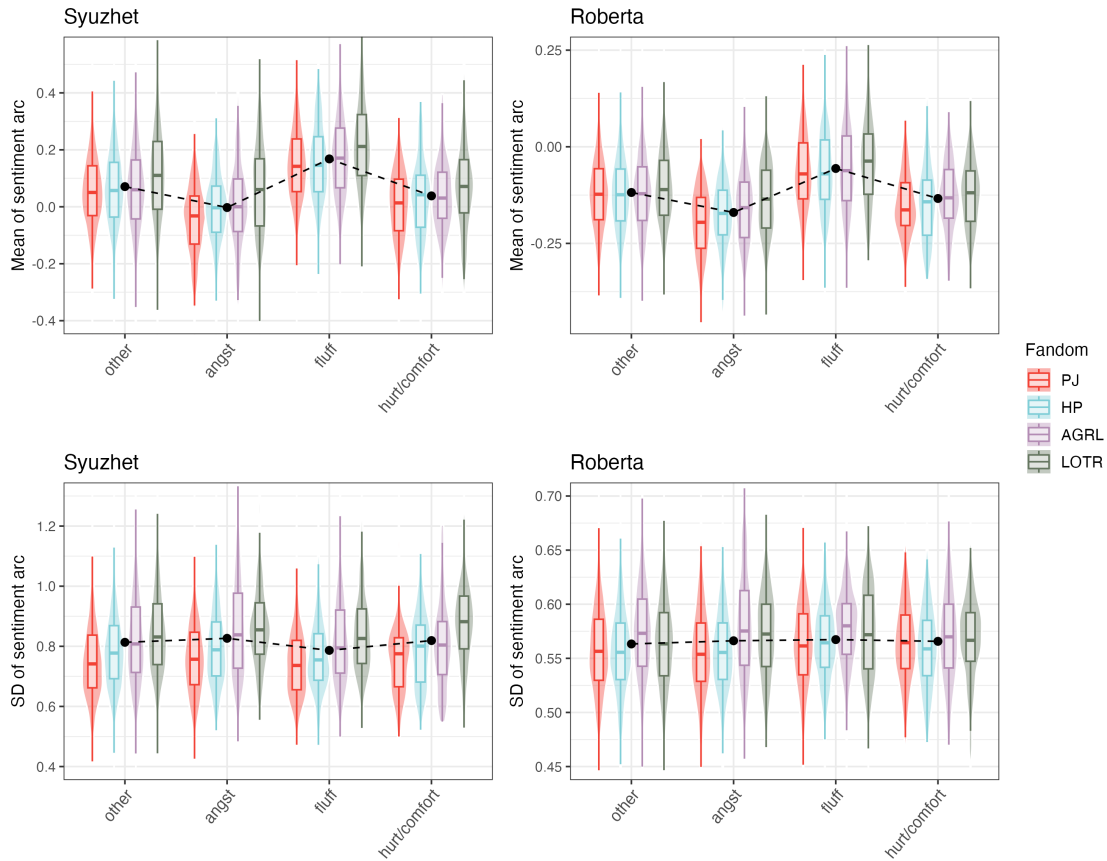 Syuzhet
Mean of sentiment arc
0.4
0.2
0.0
-0.2
-0.4
other
angst
fluff
hurt/comfort
Roberta
Mean of sentiment arc
0.25
0.00
-0.25
other
angst
fluff
hurt/comfort
Fandom
PJ
HP
AGRL
LOTR
Syuzhet
SD of sentiment arc
1.2
1.0
0.8
0.6
0.4
other
angst
fluff
hurt/comfort
Roberta
SD of sentiment arc
0.70
0.65
0.60
0.55
0.50
0.45
other
angst
fluff
hurt/comfort